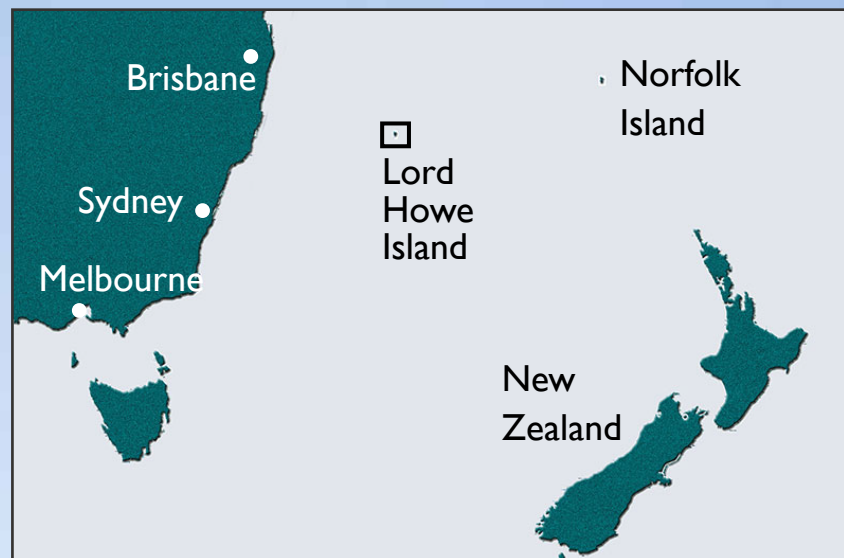 Brisbane
Norfolk
Island
Lord
Howe
Island
Sydney
Melbourne
New
Zealand